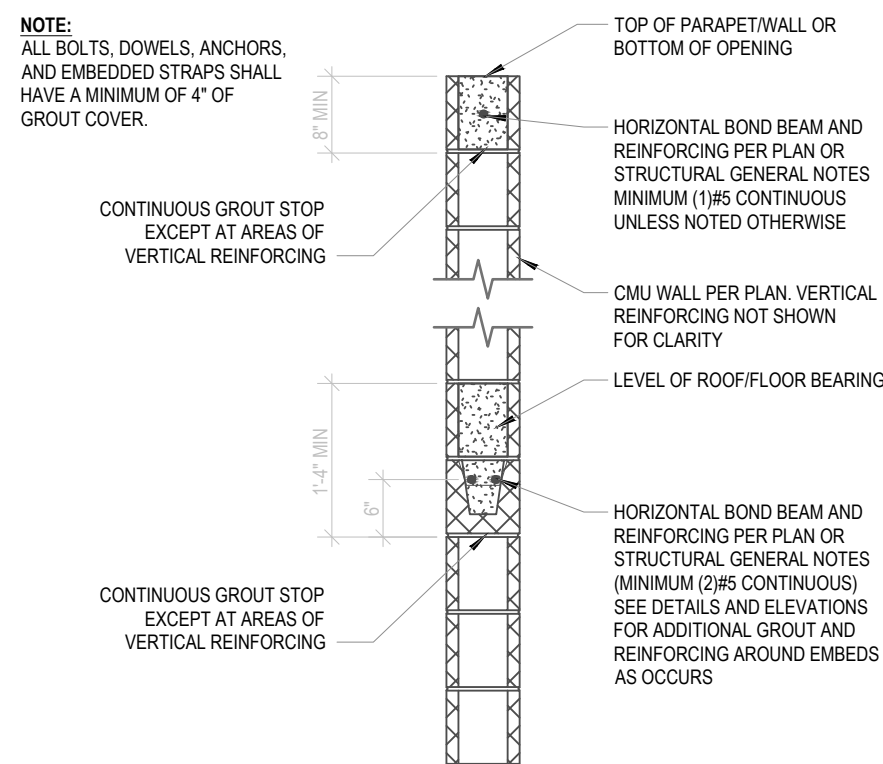 NOTE:
ALL BOLTS, DOWELS, ANCHORS,
AND EMBEDDED STRAPS SHALL
HAVE A MINIMUM OF 4" OF
GROUT COVER.
TOP OF PARAPET/WALL OR
BOTTOM OF OPENING
8" MIN
HORIZONTAL BOND BEAM AND
REINFORCING PER PLAN OR
STRUCTURAL GENERAL NOTES
MINIMUM (1)#5 CONTINUOUS
UNLESS NOTED OTHERWISE
CONTINUOUS GROUT STOP
EXCEPT AT AREAS OF
VERTICAL REINFORCING
CMU WALL PER PLAN. VERTICAL
REINFORCING NOT SHOWN
FOR CLARITY
LEVEL OF ROOF/FLOOR BEARING
1'-4" MIN
6"
HORIZONTAL BOND BEAM AND
REINFORCING PER PLAN OR
STRUCTURAL GENERAL NOTES
(MINIMUM (2)#5 CONTINUOUS)
SEE DETAILS AND ELEVATIONS
FOR ADDITIONAL GROUT AND
REINFORCING AROUND EMBEDS
AS OCCURS
CONTINUOUS GROUT STOP
EXCEPT AT AREAS OF
VERTICAL REINFORCING